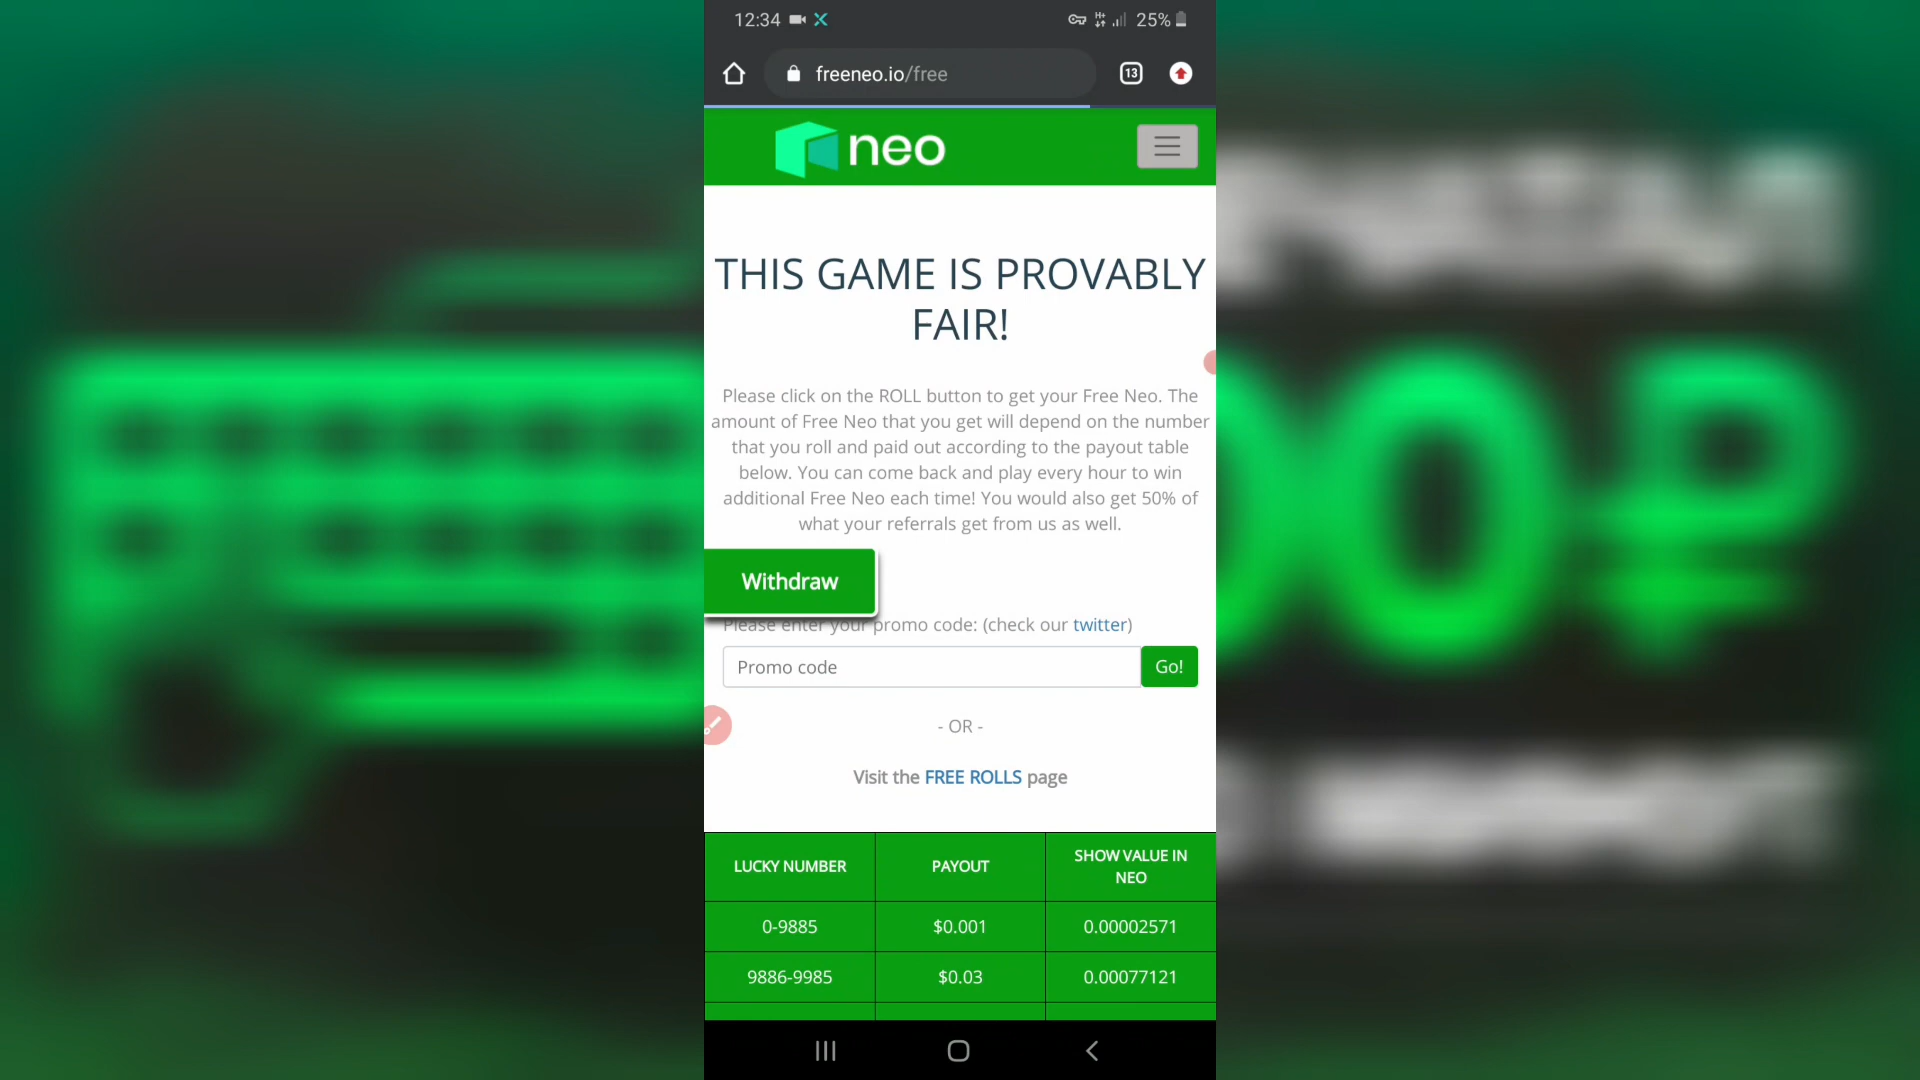 12:34
25%
freeneo.io/free
13
neo
THIS GAME IS PROVABLY
FAIR!
Please click on the ROLL button to get your Free Neo. The
amount of Free Neo that you get will depend on the number
that you roll and paid out according to the payout table
below. You can come back and play every hour to win
additional Free Neo each time! You would also get 50% of
what your referrals get from us as well.
Withdraw
Please enter your promo code: (check our twitter)
Promo code
Go!
- OR -
Visit the FREE ROLLS page
LUCKY NUMBER
PAYOUT
SHOW VALUE IN
NEO
0-9885
$0.001
0.00002571
9886-9985
$0.03
0.00077121